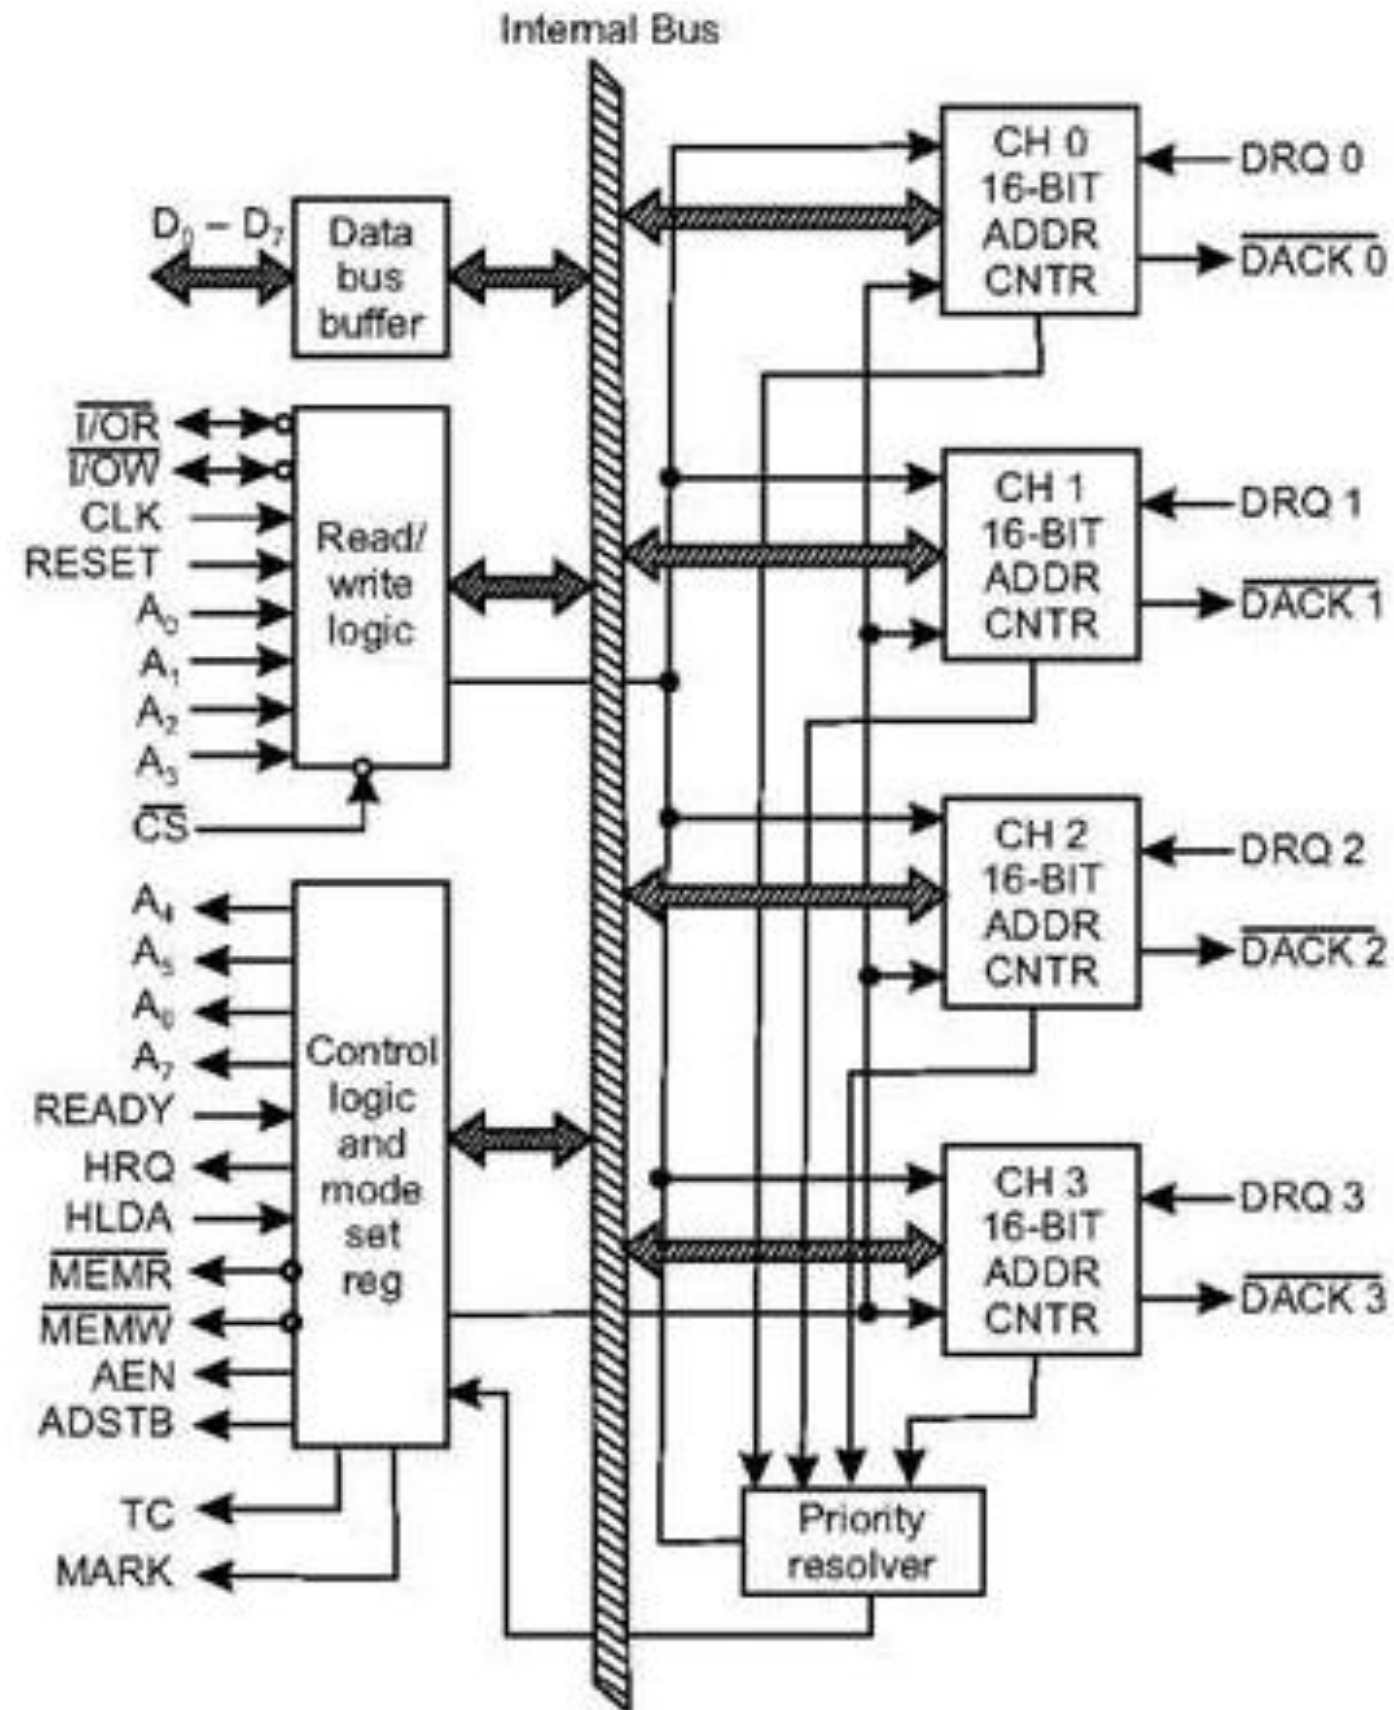 Internal Bus
D₀ – D₇
Data
bus
buffer
I/OR
I/OW
CLK
RESET
A₀
A₁
A₂
A₃
CS
Read/
write
logic
A₄
A₅
A₆
A₇
READY
HRQ
HLDA
MEMR
MEMW
AEN
ADSTB
TC
MARK
Control
logic
and
mode
set
reg
CH 0
16-BIT
ADDR
CNTR
DRQ 0
DACK 0
CH 1
16-BIT
ADDR
CNTR
DRQ 1
DACK 1
CH 2
16-BIT
ADDR
CNTR
DRQ 2
DACK 2
CH 3
16-BIT
ADDR
CNTR
DRQ 3
DACK 3
Priority
resolver